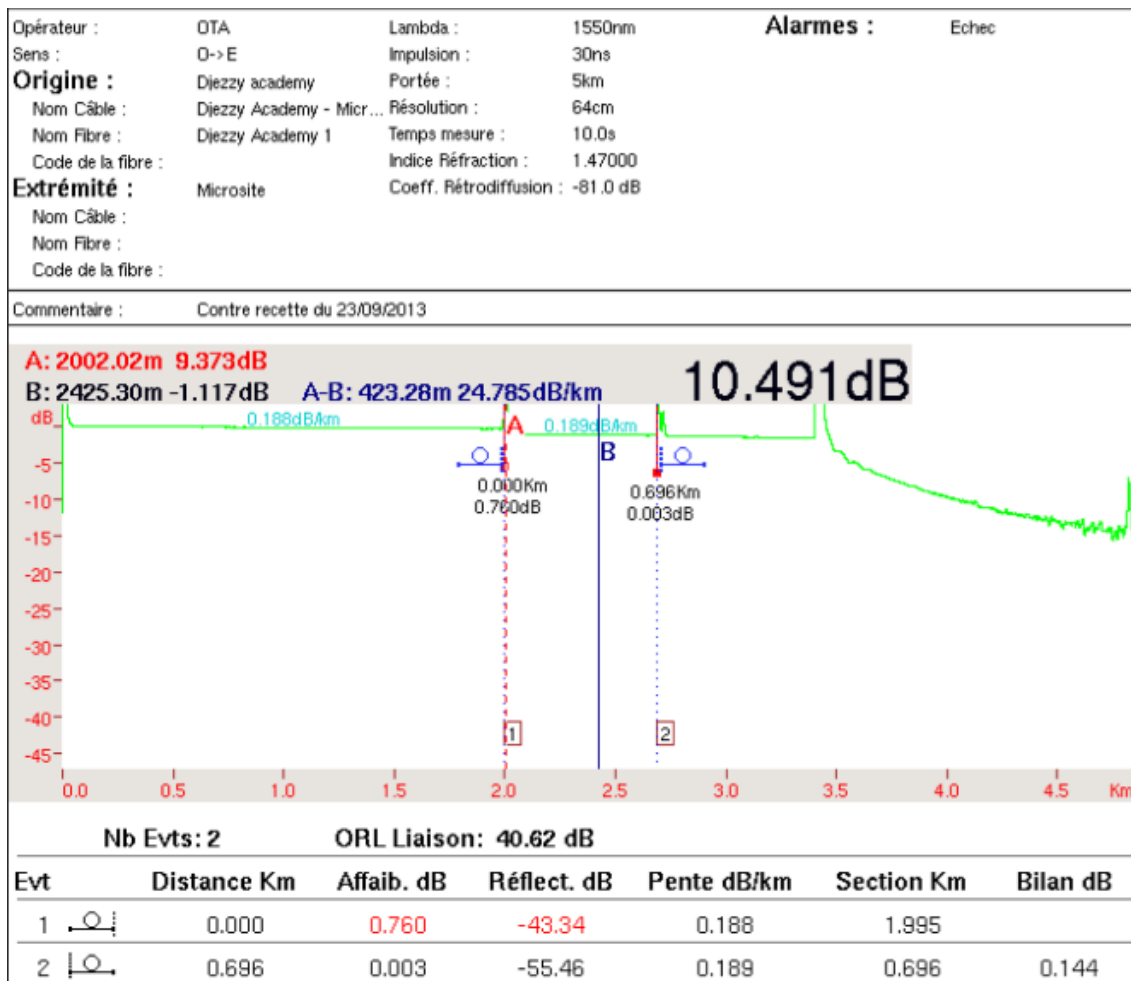 Opérateur : OTA Lambda : 1550nm Alarmes : Echec
Sens : O->E Impulsion : 30ns
Origine : Djezzy academy Portée : 5km
Nom Câble : Djezzy Academy - Micr... Résolution : 64cm
Nom Fibre : Djezzy Academy 1 Temps mesure : 10.0s
Code de la fibre : Indice Réfraction : 1.47000
Extrémité : Microsite Coeff. Rétrodiffusion : -81.0 dB
Nom Câble :
Nom Fibre :
Code de la fibre :
Commentaire : Contre recette du 23/09/2013
A: 2002.02m 9.373dB
B: 2425.30m -1.117dB A-B: 423.28m 24.785dB/km 10.491dB
dB 0.188dB/km A 0.189dB/km
B
-5
0.000Km 0.696Km
0.760dB 0.003dB
-10
-15
-20
-25
-30
-35
-40
1 2
-45
0.0 0.5 1.0 1.5 2.0 2.5 3.0 3.5 4.0 4.5 Km
Nb Evts: 2 ORL Liaison: 40.62 dB
Evt Distance Km Affaib. dB Réflect. dB Pente dB/km Section Km Bilan dB
1 0.000 0.760 -43.34 0.188 1.995
2 0.696 0.003 -55.46 0.189 0.696 0.144